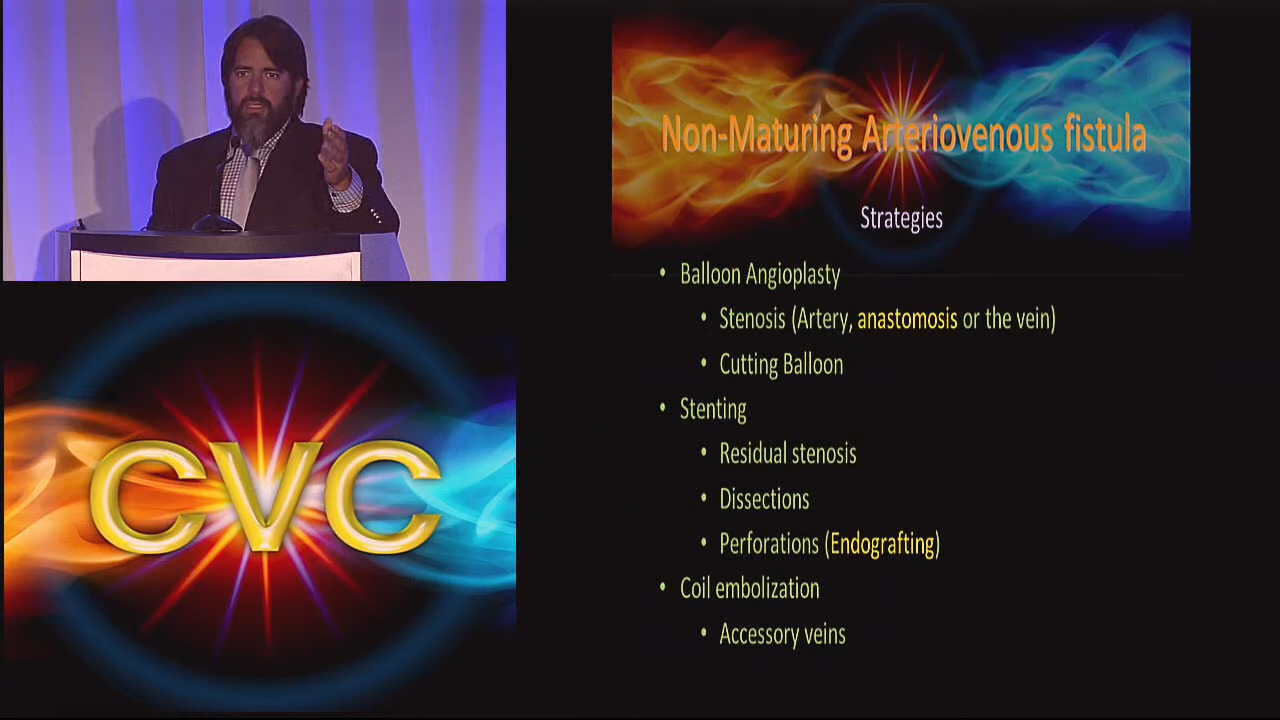 Non-Maturing Arteriovenous fistula
Strategies
• Balloon Angioplasty
• Stenosis (Artery, anastomosis or the vein)
• Cutting Balloon
• Stenting
• Residual stenosis
• Dissections
• Perforations (Endografting)
• Coil embolization
• Accessory veins
CVC